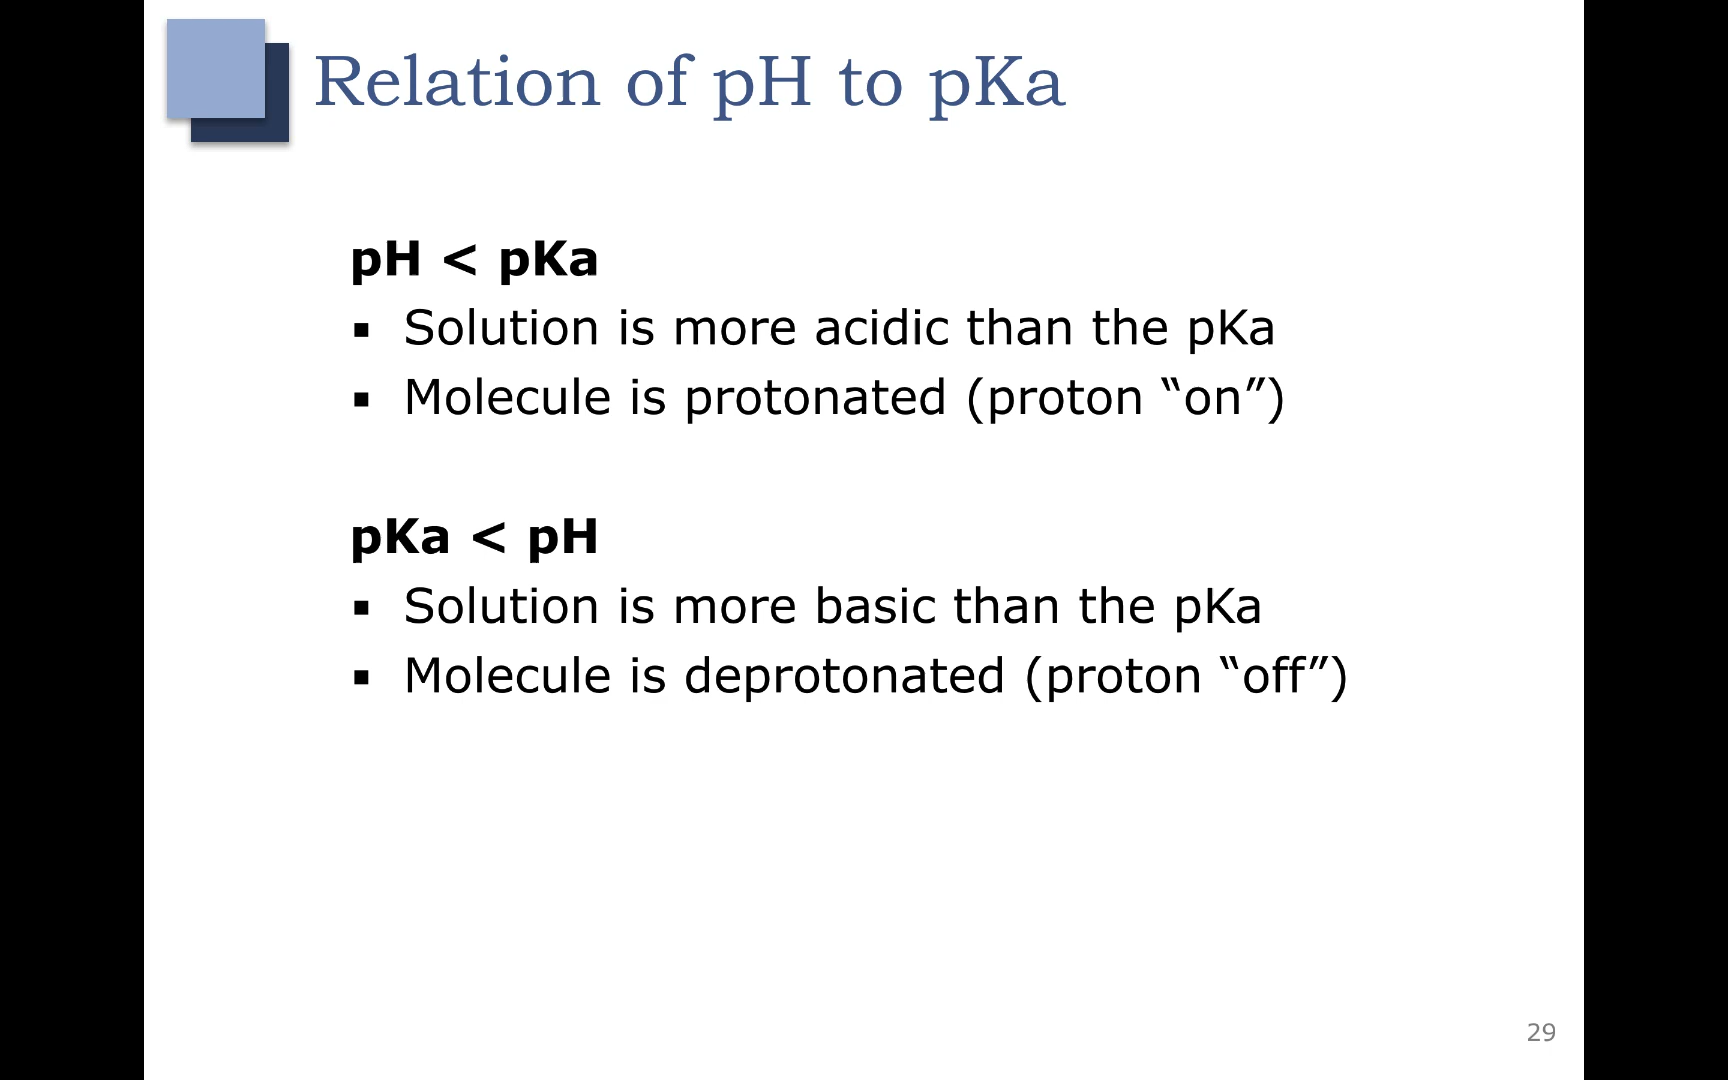 Relation of pH to pKa
pH < pKa
▪ Solution is more acidic than the pKa
▪ Molecule is protonated (proton “on”)
pKa < pH
▪ Solution is more basic than the pKa
▪ Molecule is deprotonated (proton “off”)
29